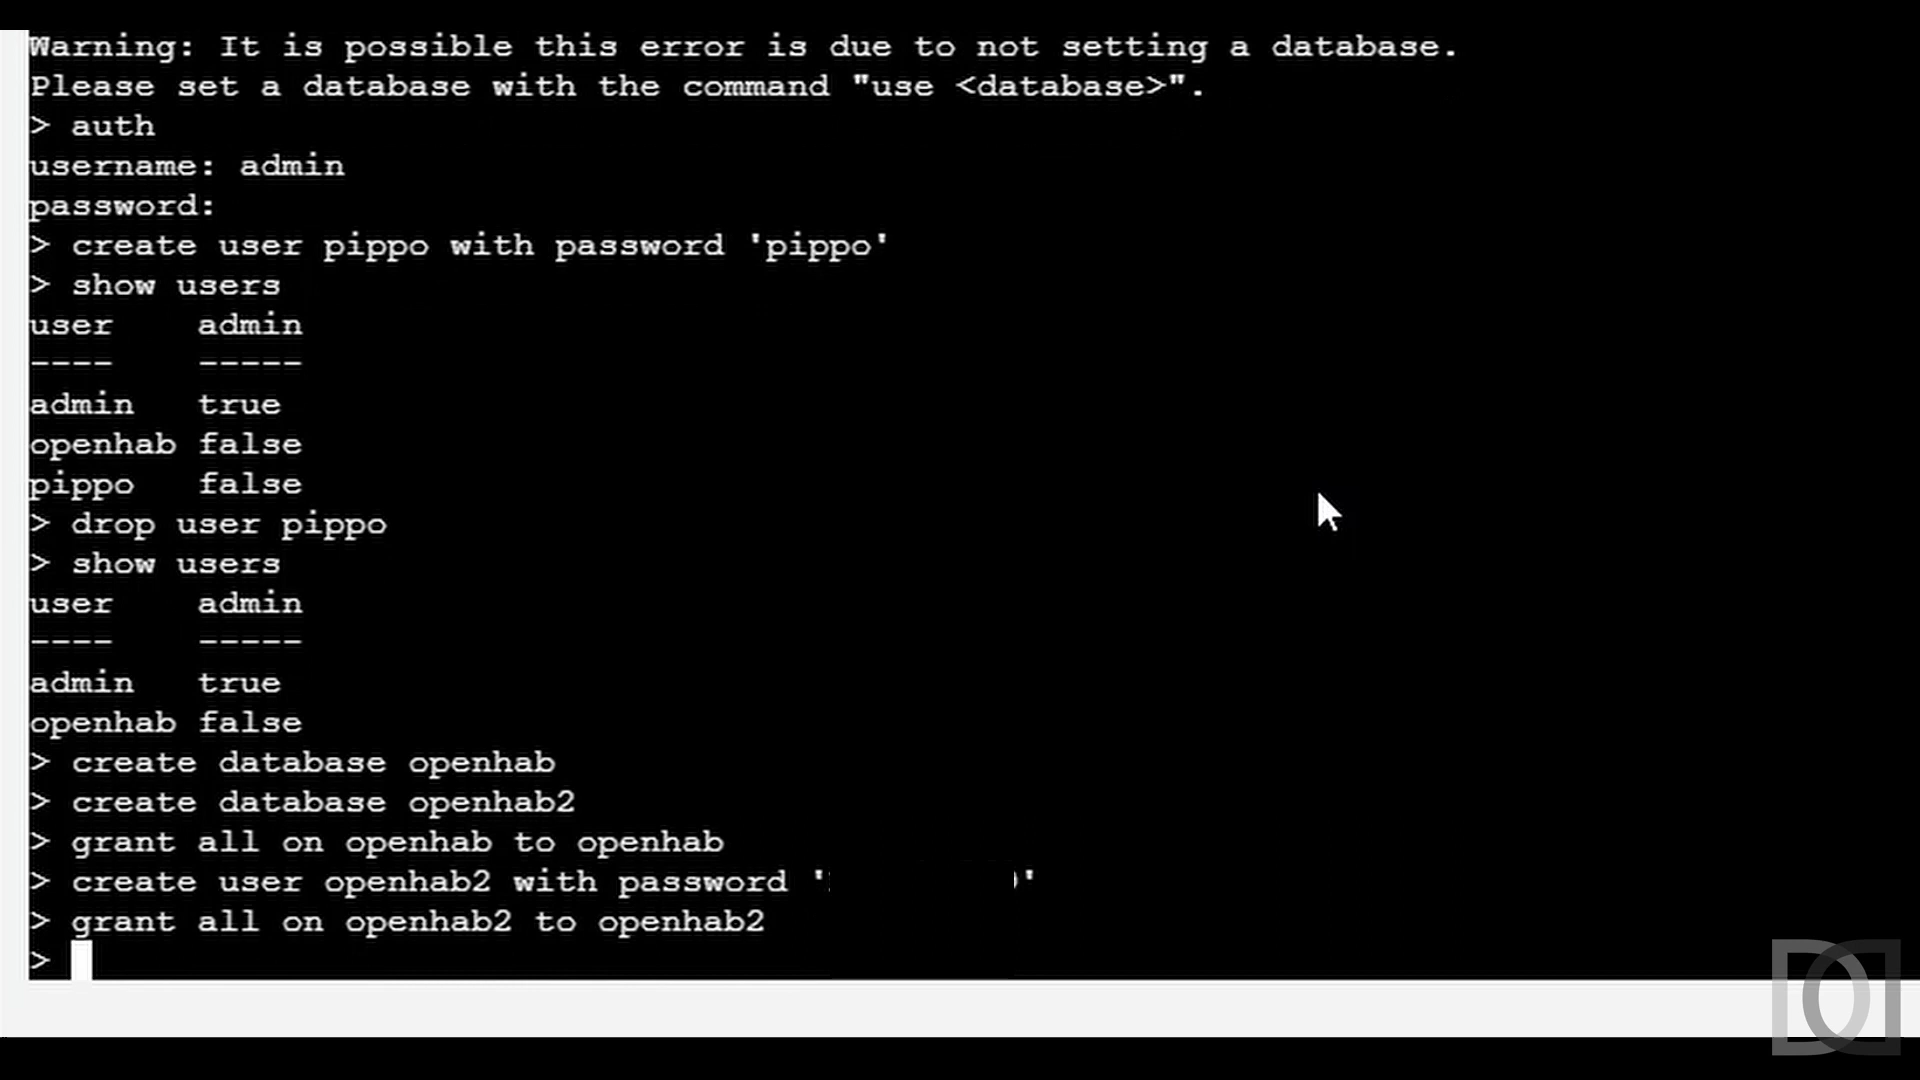 Warning: It is possible this error is due to not setting a database.
Please set a database with the command "use <database>".
> auth
username: admin
password:
> create user pippo with password 'pippo'
> show users
user    admin
----    -----
admin   true
openhab false
pippo   false
> drop user pippo
> show users
user    admin
----    -----
admin   true
openhab false
> create database openhab
> create database openhab2
> grant all on openhab to openhab
> create user openhab2 with password ' '
> grant all on openhab2 to openhab2
>